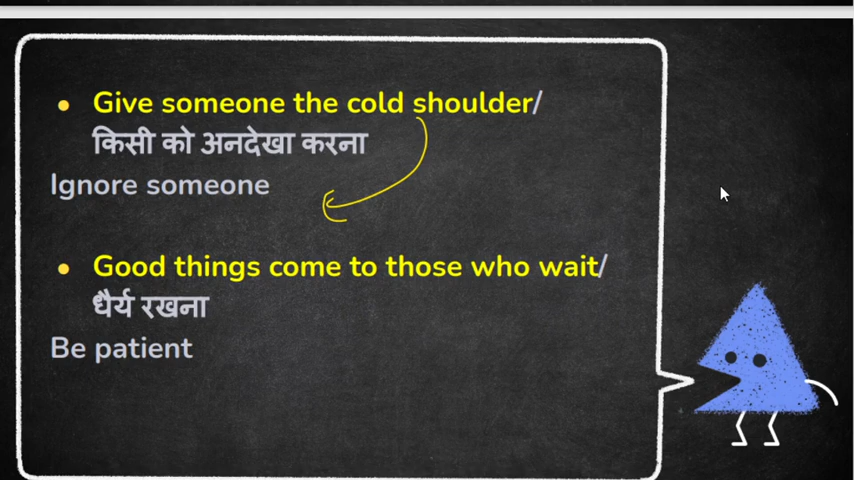 Give someone the cold shoulder/
किसी को अनदेखा करना
Ignore someone
Good things come to those who wait/
धैर्य रखना
Be patient